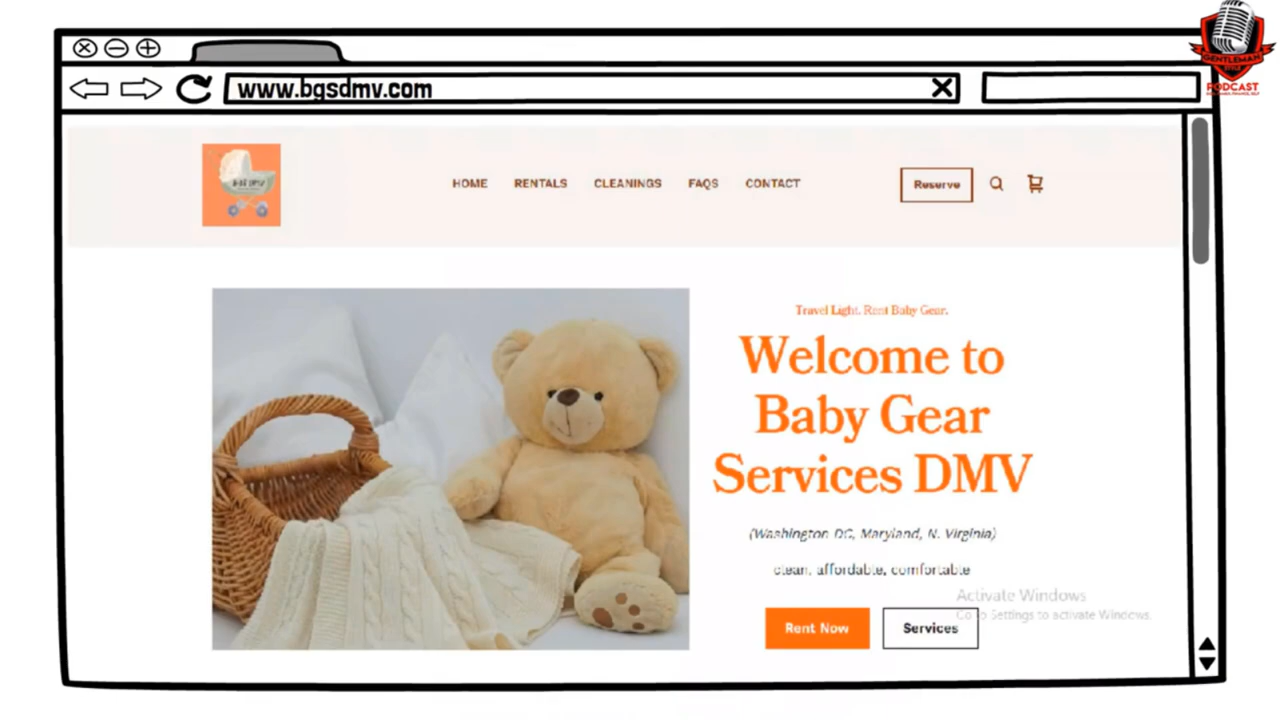 GENTLEMAN
STYLE
PODCAST
www.bgsdmv.com
HOME RENTALS CLEANINGS FAQS CONTACT
Reserve
Travel Light. Rent Baby Gear.
Welcome to
Baby Gear
Services DMV
(Washington DC, Maryland, N. Virginia)
clean, affordable, comfortable
Activate Windows
Go to Settings to activate Windows.
Rent Now
Services